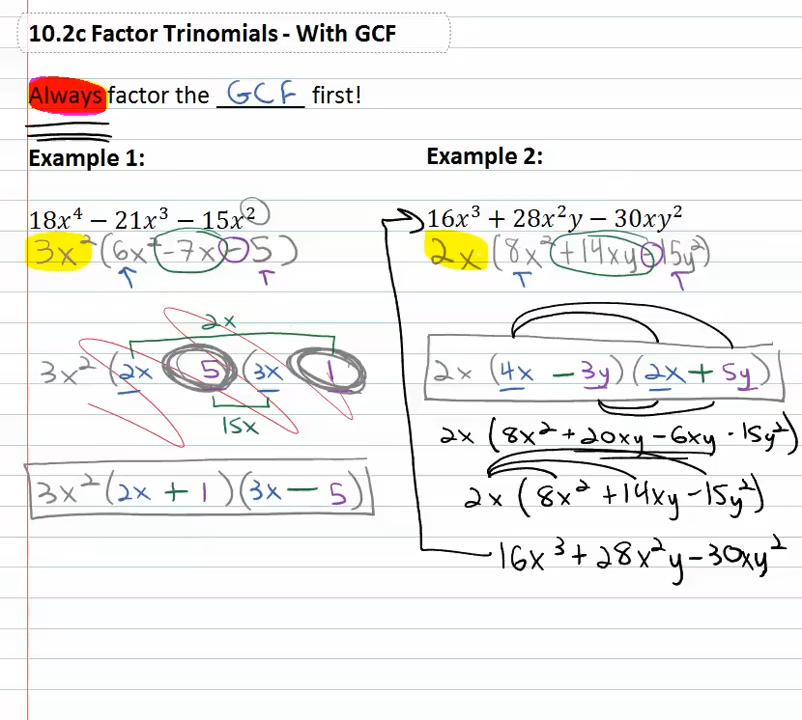 10.2c Factor Trinomials - With GCF
Always factor the GCF first!
Example 1:
18x⁴ − 21x³ − 15x²
3x²(6x² − 7x − 5)
2x
3x² (2x 5)(3x 1)
15x
3x²(2x + 1)(3x − 5)
Example 2:
16x³ + 28x²y − 30xy²
2x (8x² + 14xy − 15y²)
2x (4x − 3y)(2x + 5y)
2x (8x² + 20xy − 6xy - 15y²)
2x (8x² + 14xy − 15y²)
16x³ + 28x²y − 30xy²